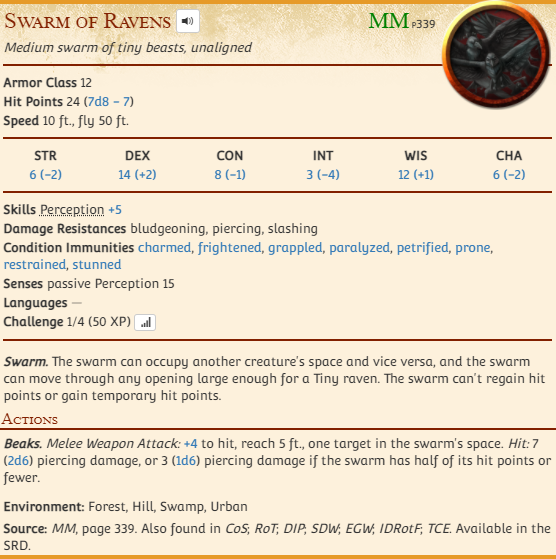 Swarm of Ravens MM P339
Medium swarm of tiny beasts, unaligned
Armor Class 12
Hit Points 24 (7d8 − 7)
Speed 10 ft., fly 50 ft.
STR DEX CON INT WIS CHA
6 (−2) 14 (+2) 8 (−1) 3 (−4) 12 (+1) 6 (−2)
Skills Perception +5
Damage Resistances bludgeoning, piercing, slashing
Condition Immunities charmed, frightened, grappled, paralyzed, petrified, prone,
restrained, stunned
Senses passive Perception 15
Languages —
Challenge 1/4 (50 XP)
Swarm. The swarm can occupy another creature's space and vice versa, and the swarm
can move through any opening large enough for a Tiny raven. The swarm can't regain hit
points or gain temporary hit points.
Actions
Beaks. Melee Weapon Attack: +4 to hit, reach 5 ft., one target in the swarm's space. Hit: 7
(2d6) piercing damage, or 3 (1d6) piercing damage if the swarm has half of its hit points or
fewer.
Environment: Forest, Hill, Swamp, Urban
Source: MM, page 339. Also found in CoS; RoT; DIP; SDW; EGW; IDRotF; TCE. Available in the
SRD.